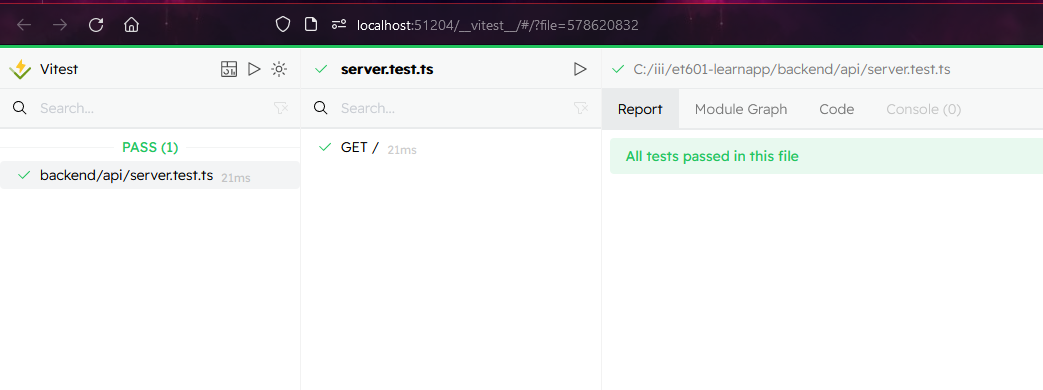 localhost:51204/__vitest__/#/?file=578620832
Vitest
Search...
PASS (1)
backend/api/server.test.ts 21ms
server.test.ts
Search...
GET / 21ms
C:/iii/et601-learnapp/backend/api/server.test.ts
Report Module Graph Code Console (0)
All tests passed in this file